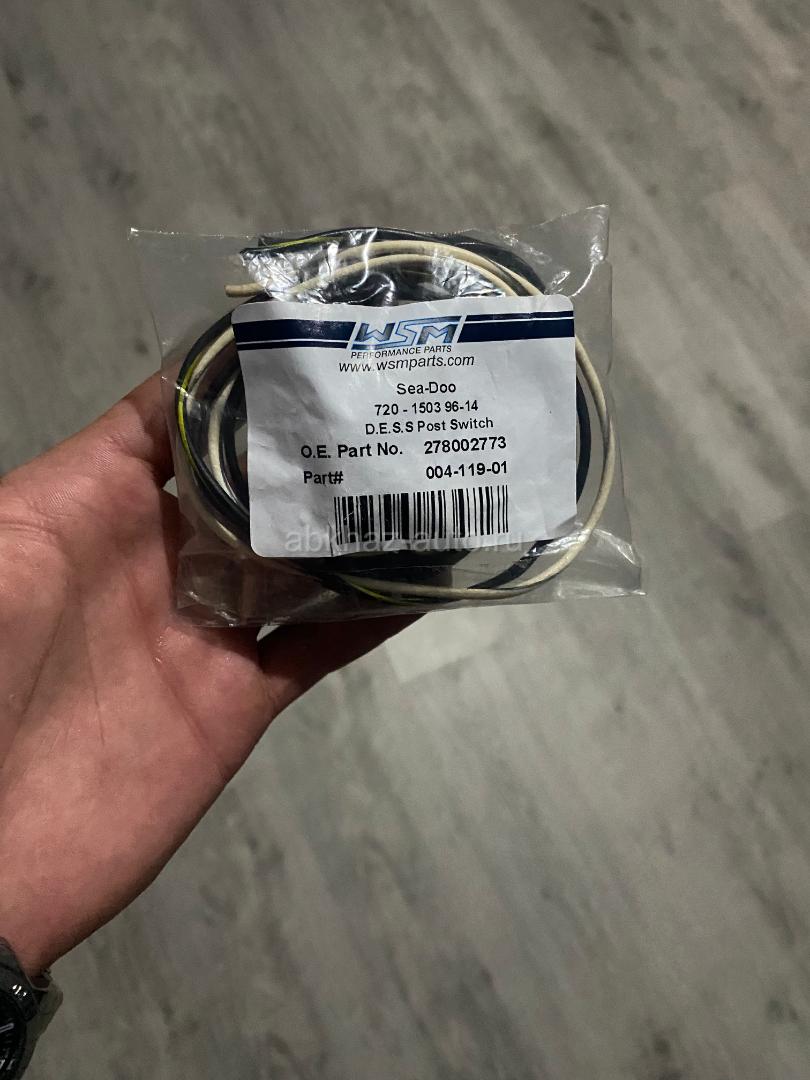 WSM
PERFORMANCE PARTS
www.wsmparts.com
Sea-Doo
720 - 1503 96-14
D.E.S.S Post Switch
O.E. Part No. 278002773
Part# 004-119-01
abkhaz-auto.ru